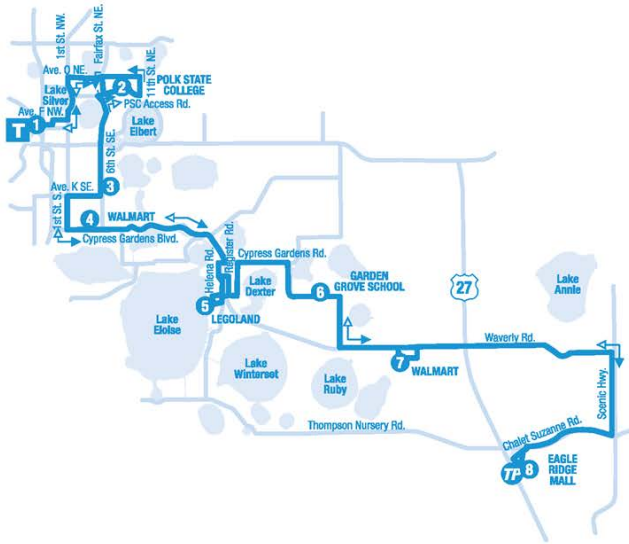 1st St. NW.
Fairfax St. NE.
11th St. NE.
Ave. O NE.
2
POLK STATE
COLLEGE
PSC Access Rd.
Lake
Silver
Ave. F NW.
T
1
Lake
Elbert
6th St. SE.
3
Ave. K SE.
1st St. S.
4
WALMART
Cypress Gardens Blvd.
Helena Rd.
Register Rd.
Cypress Gardens Rd.
5
LEGOLAND
Lake
Dexter
6
GARDEN
GROVE SCHOOL
27
Lake
Annie
Lake
Eloise
Waverly Rd.
7
WALMART
Lake
Winterset
Lake
Ruby
Scenic Hwy.
Thompson Nursery Rd.
Chalet Suzanne Rd.
TP
8
EAGLE
RIDGE
MALL